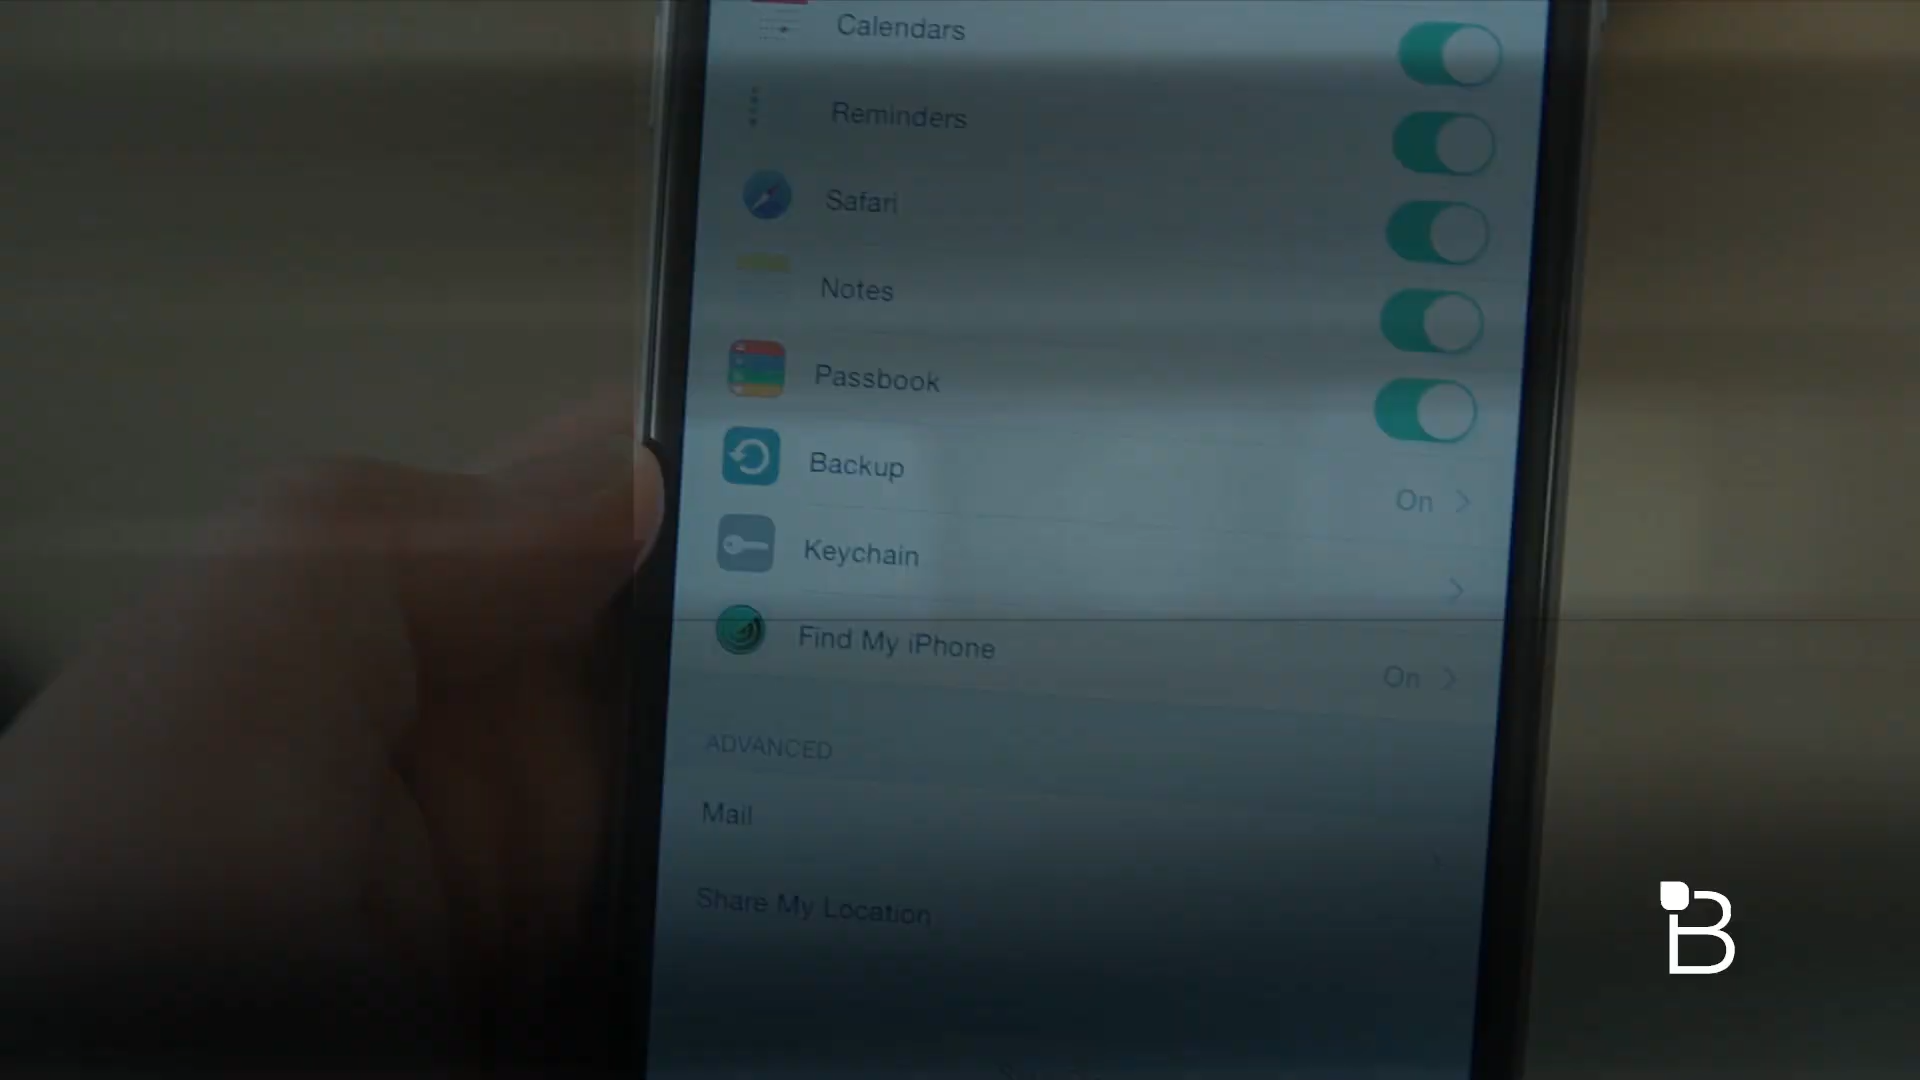 Calendars
Reminders
Safari
Notes
Passbook
Backup
On
Keychain
Find My iPhone
On
ADVANCED
Mail
Share My Location
B